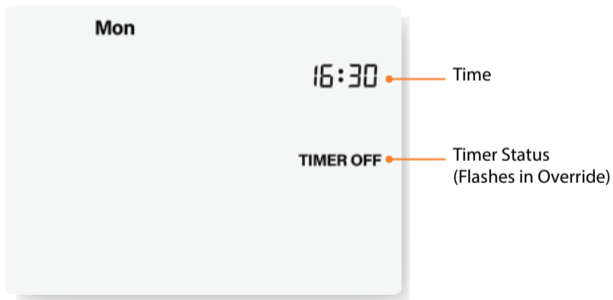 Mon
16:30
Time
TIMER OFF
Timer Status
(Flashes in Override)